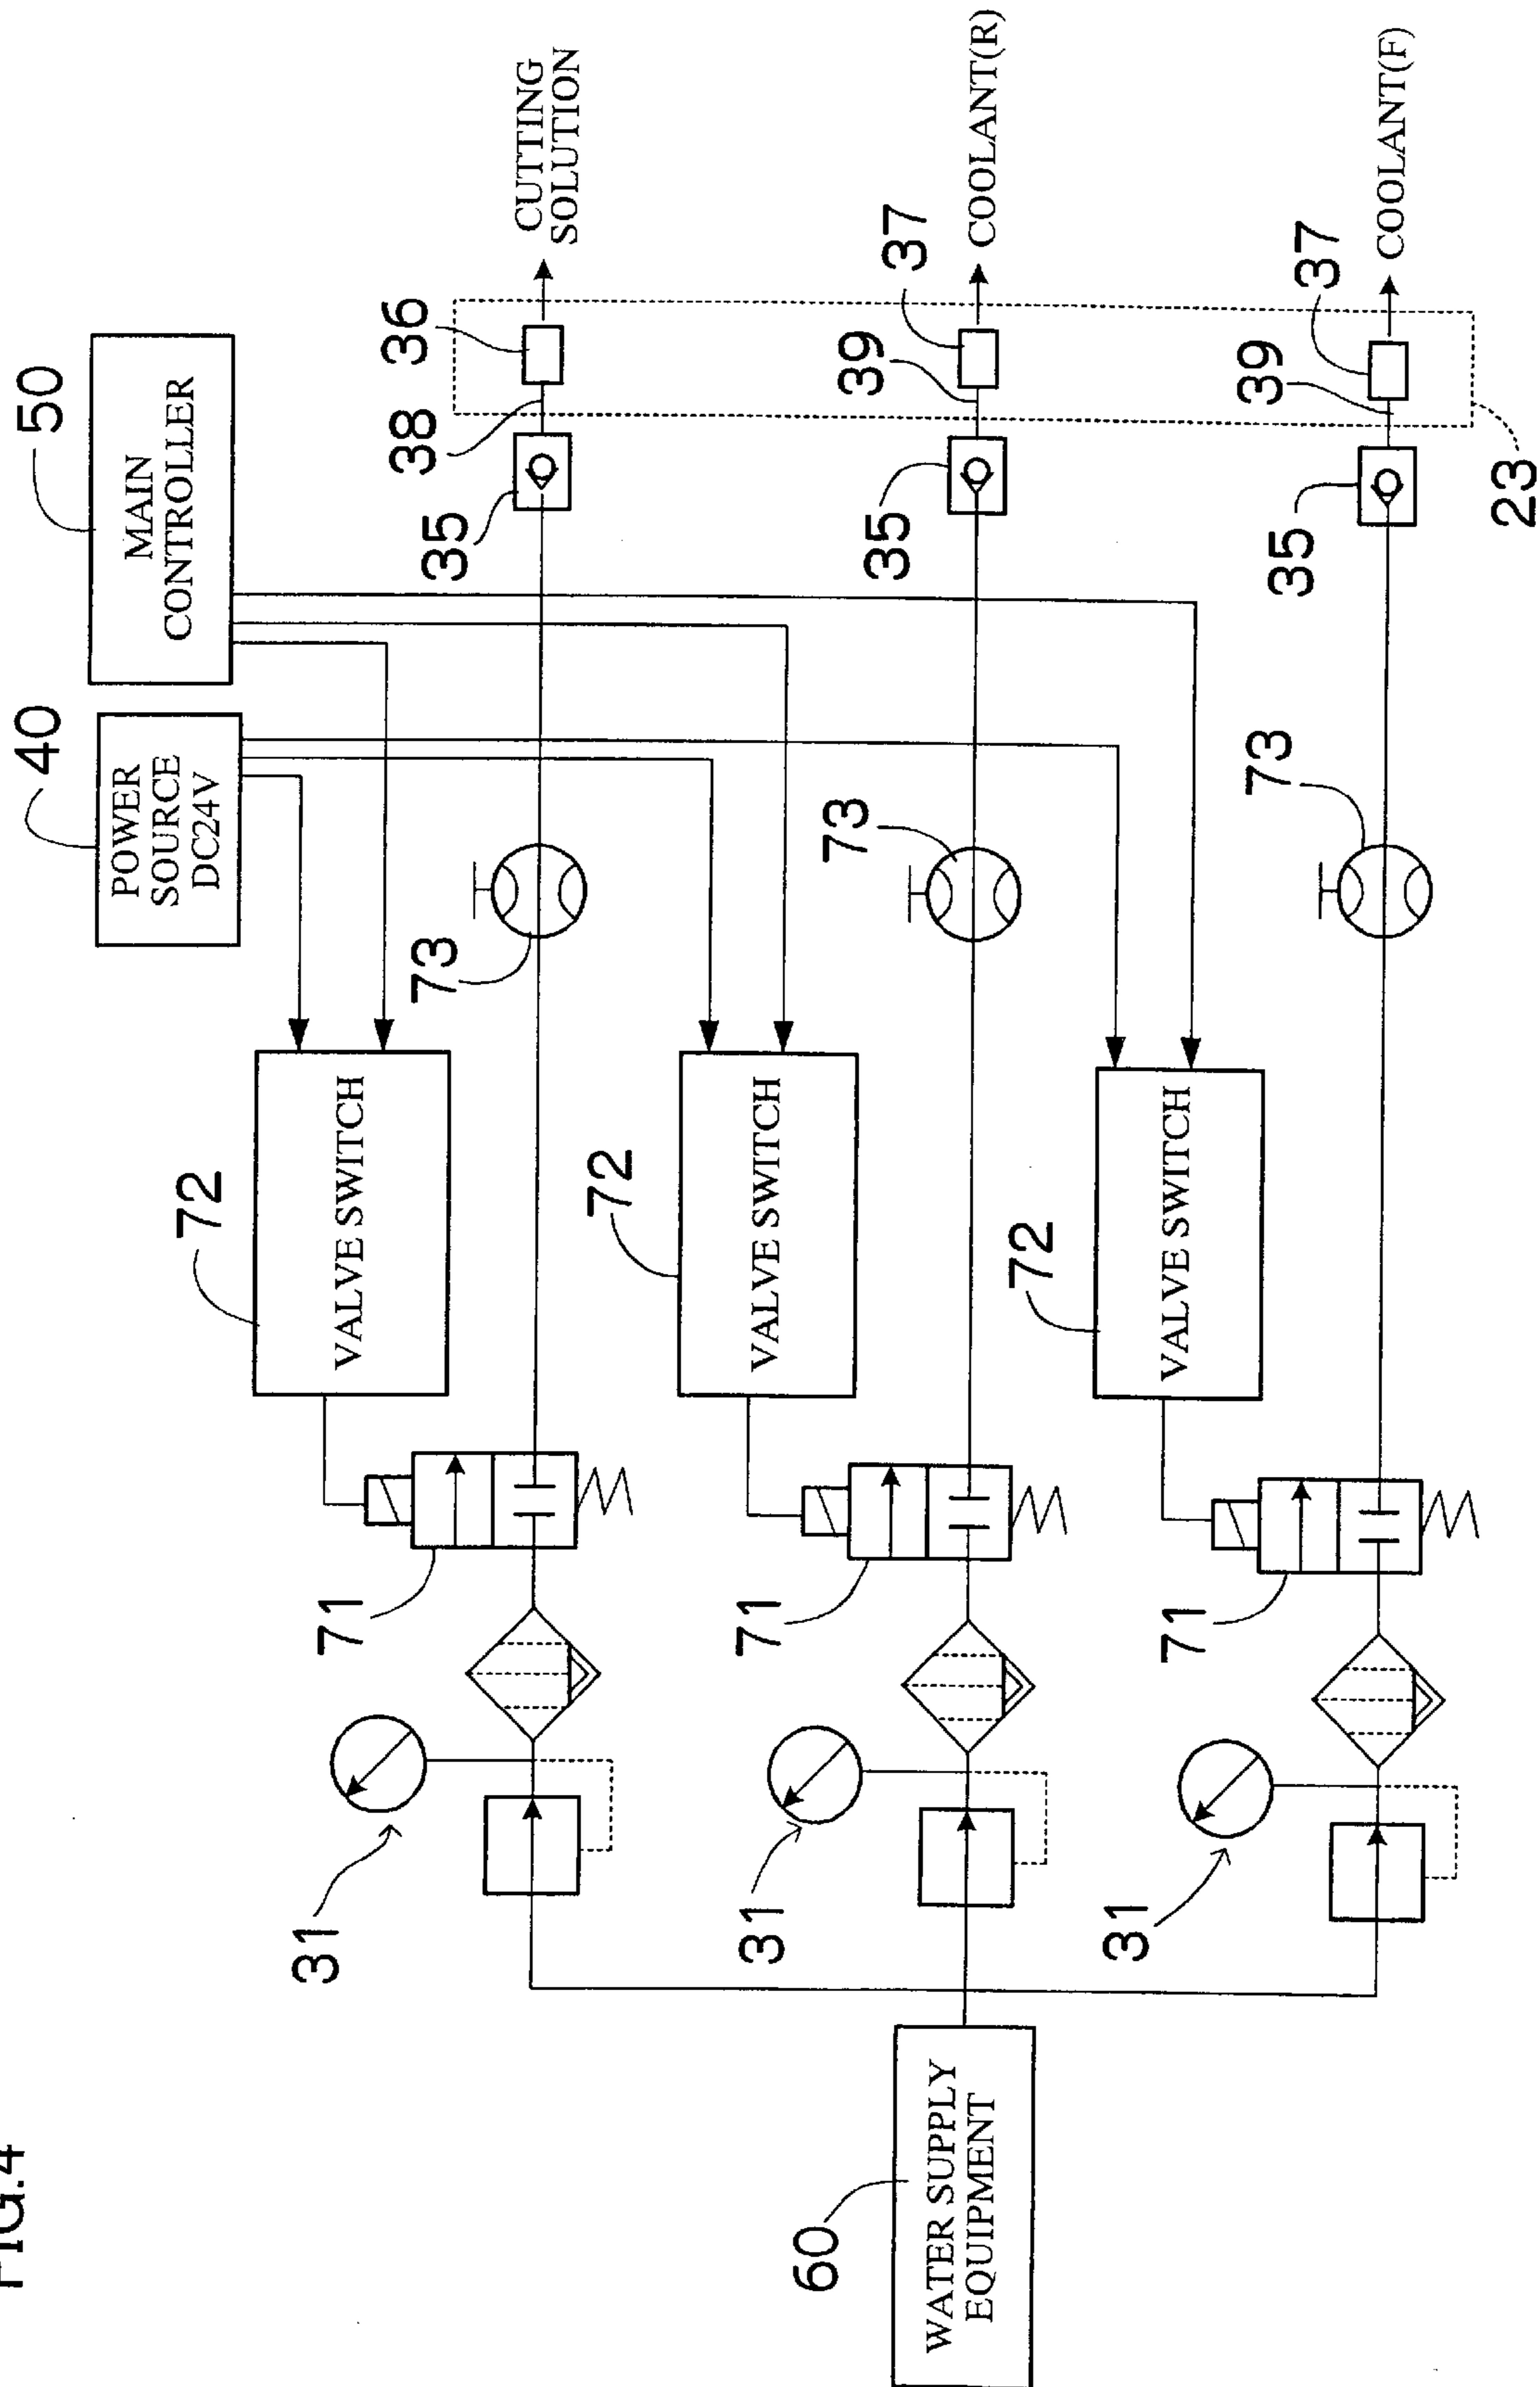 FIG.4
40
POWER
SOURCE
DC24V
50
MAIN
CONTROLLER
72
VALVE SWITCH
31
71
73
35
38
36
CUTTING
SOLUTION
72
VALVE SWITCH
60
WATER SUPPLY
EQUIPMENT
31
71
73
35
39
37
COOLANT(R)
72
VALVE SWITCH
31
71
73
35
39
37
COOLANT(F)
23